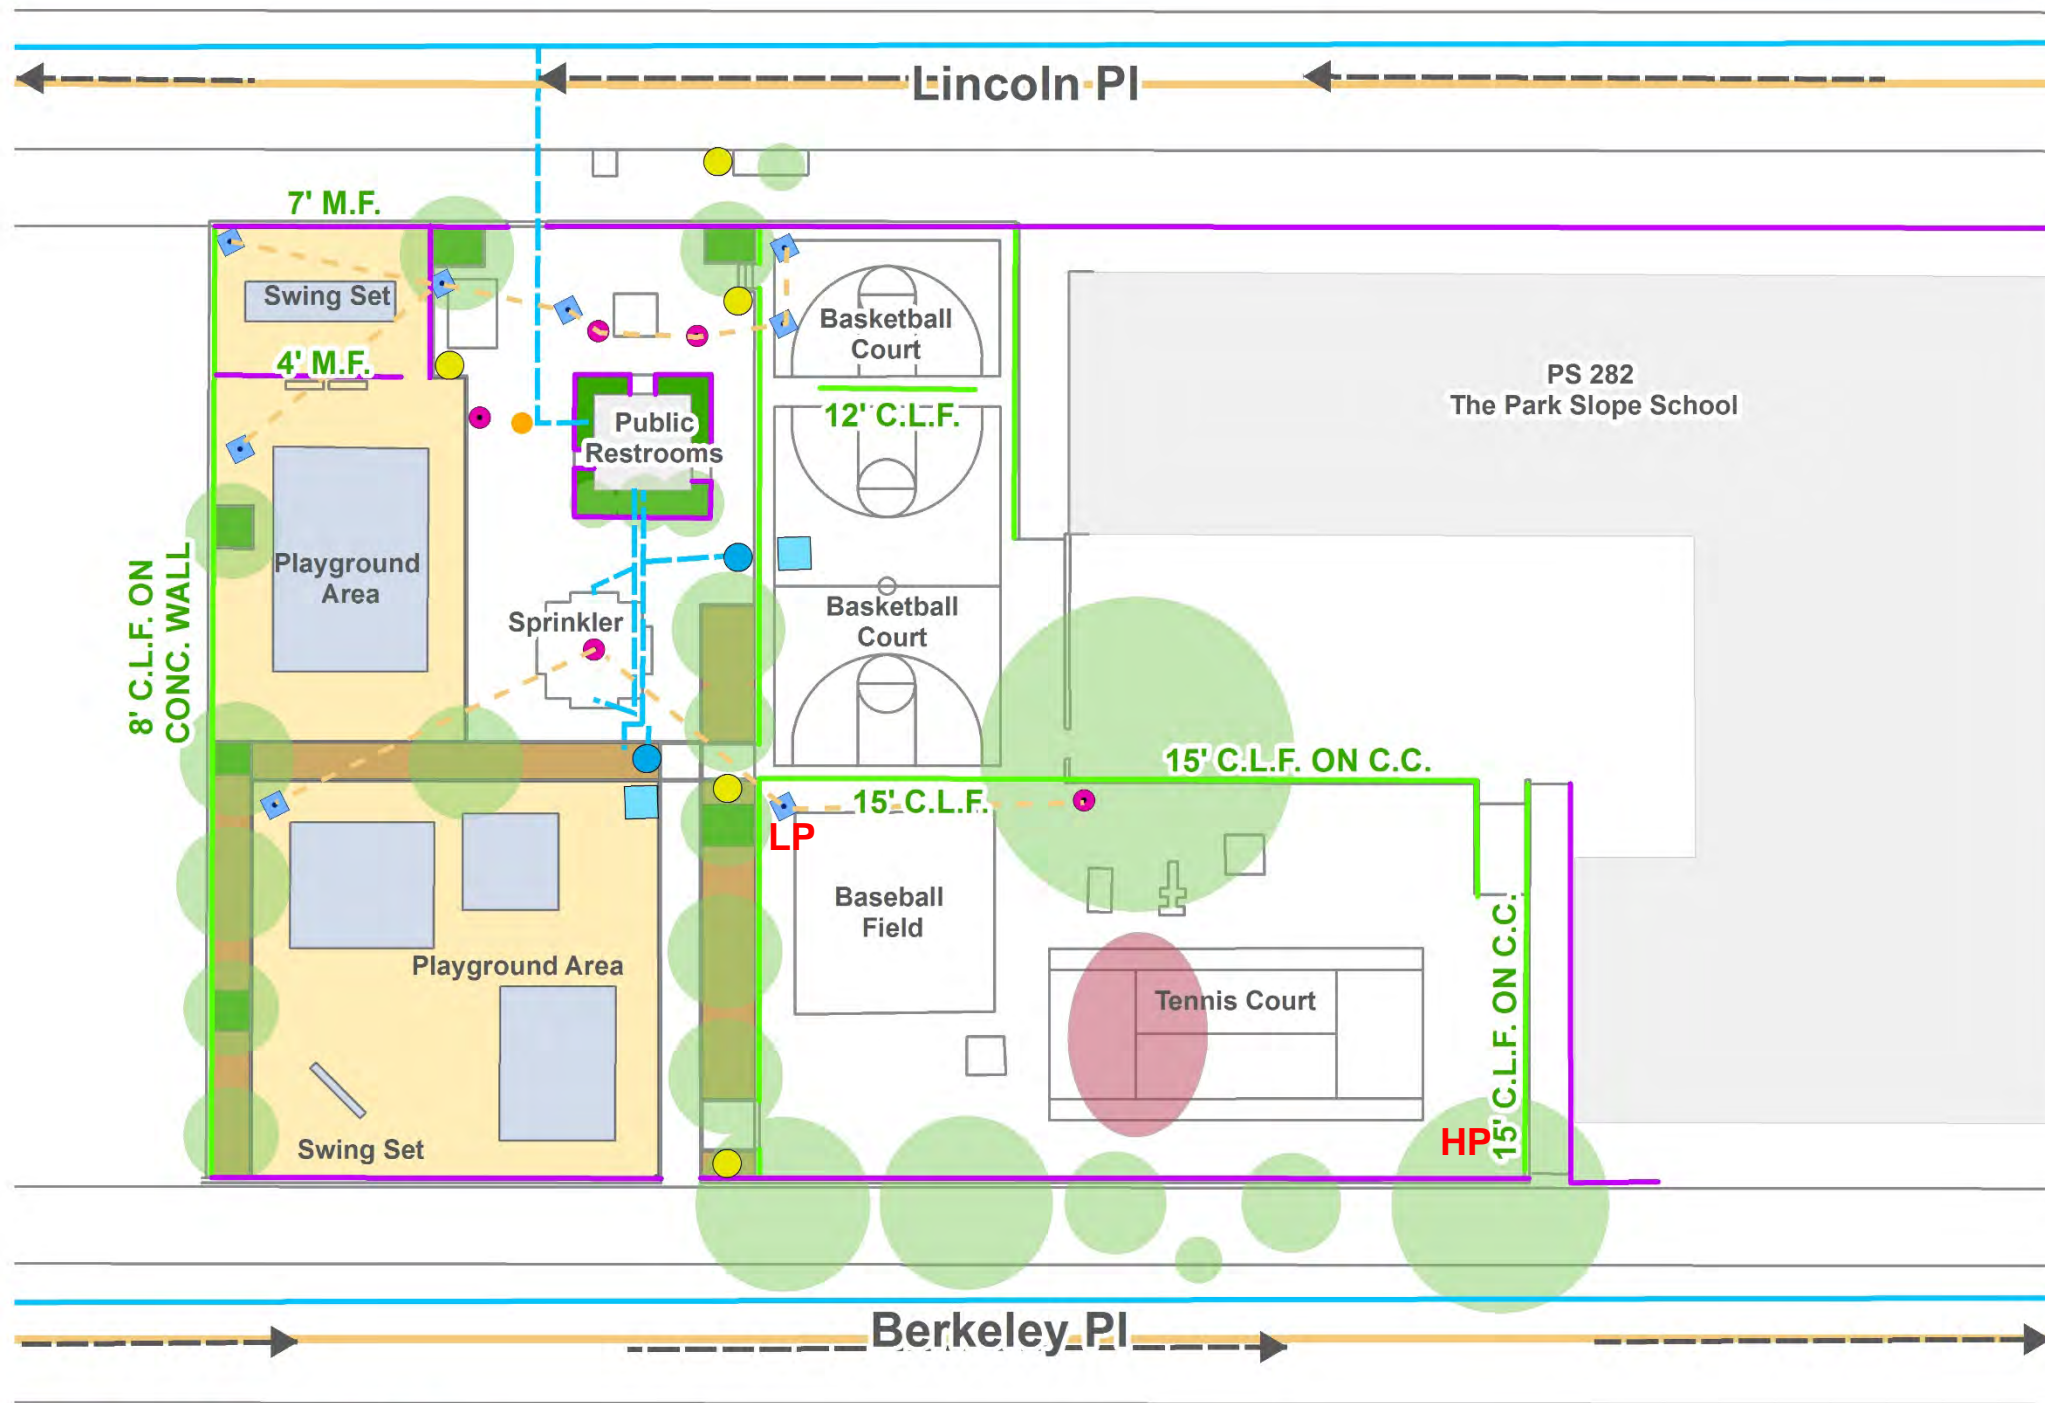 Lincoln Pl
7' M.F.
Swing Set
4' M.F.
Basketball
Court
12' C.L.F.
PS 282
The Park Slope School
Public
Restrooms
8' C.L.F. ON
CONC. WALL
Playground
Area
Sprinkler
Basketball
Court
15' C.L.F. ON C.C.
15' C.L.F.
LP
Baseball
Field
Playground Area
Tennis Court
15' C.L.F. ON C.C.
HP
Swing Set
Berkeley Pl